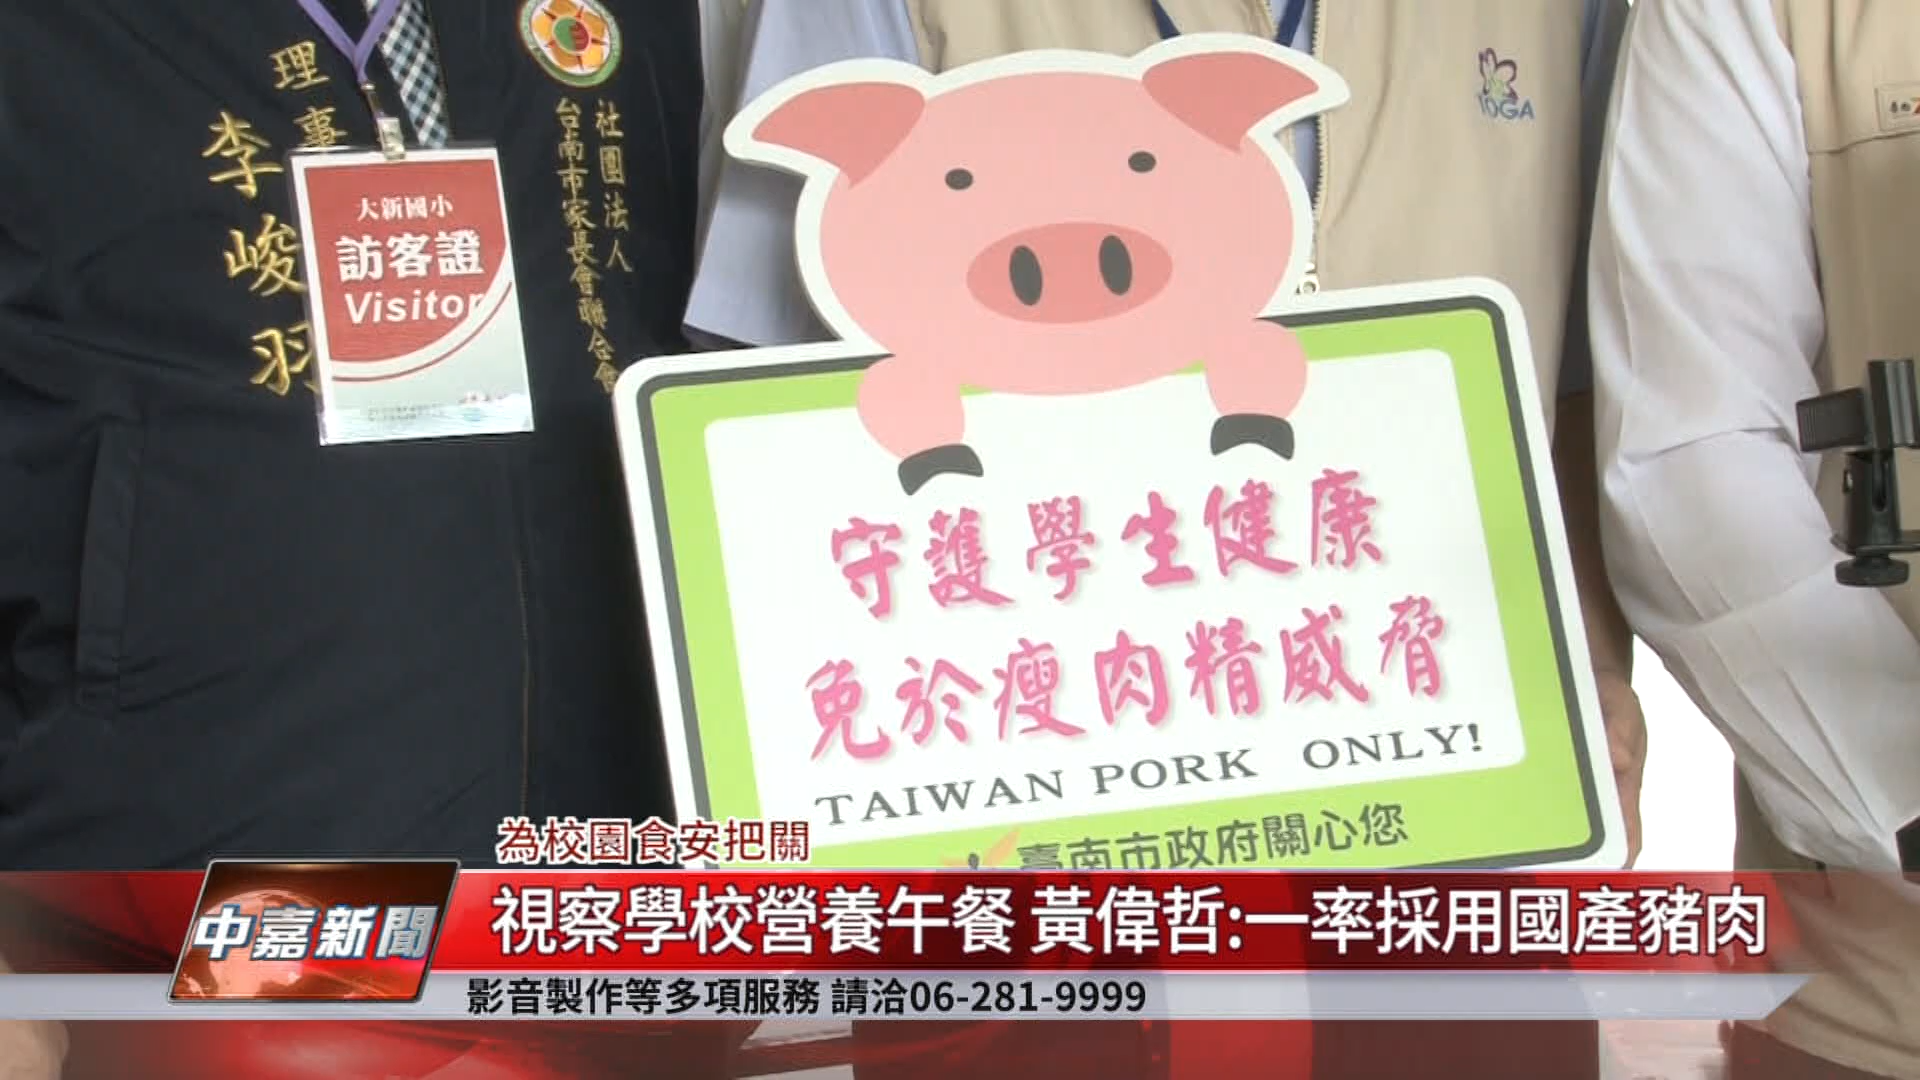 理事
李峻羽
社團法人
台南市家長會聯合會
大新國小
訪客證
Visitor
YOGA
守護學生健康
免於瘦肉精威脅
TAIWAN PORK ONLY!
臺南市政府關心您
為校園食安把關
中嘉新聞
視察學校營養午餐 黃偉哲:一率採用國產豬肉
影音製作等多項服務 請洽06-281-9999